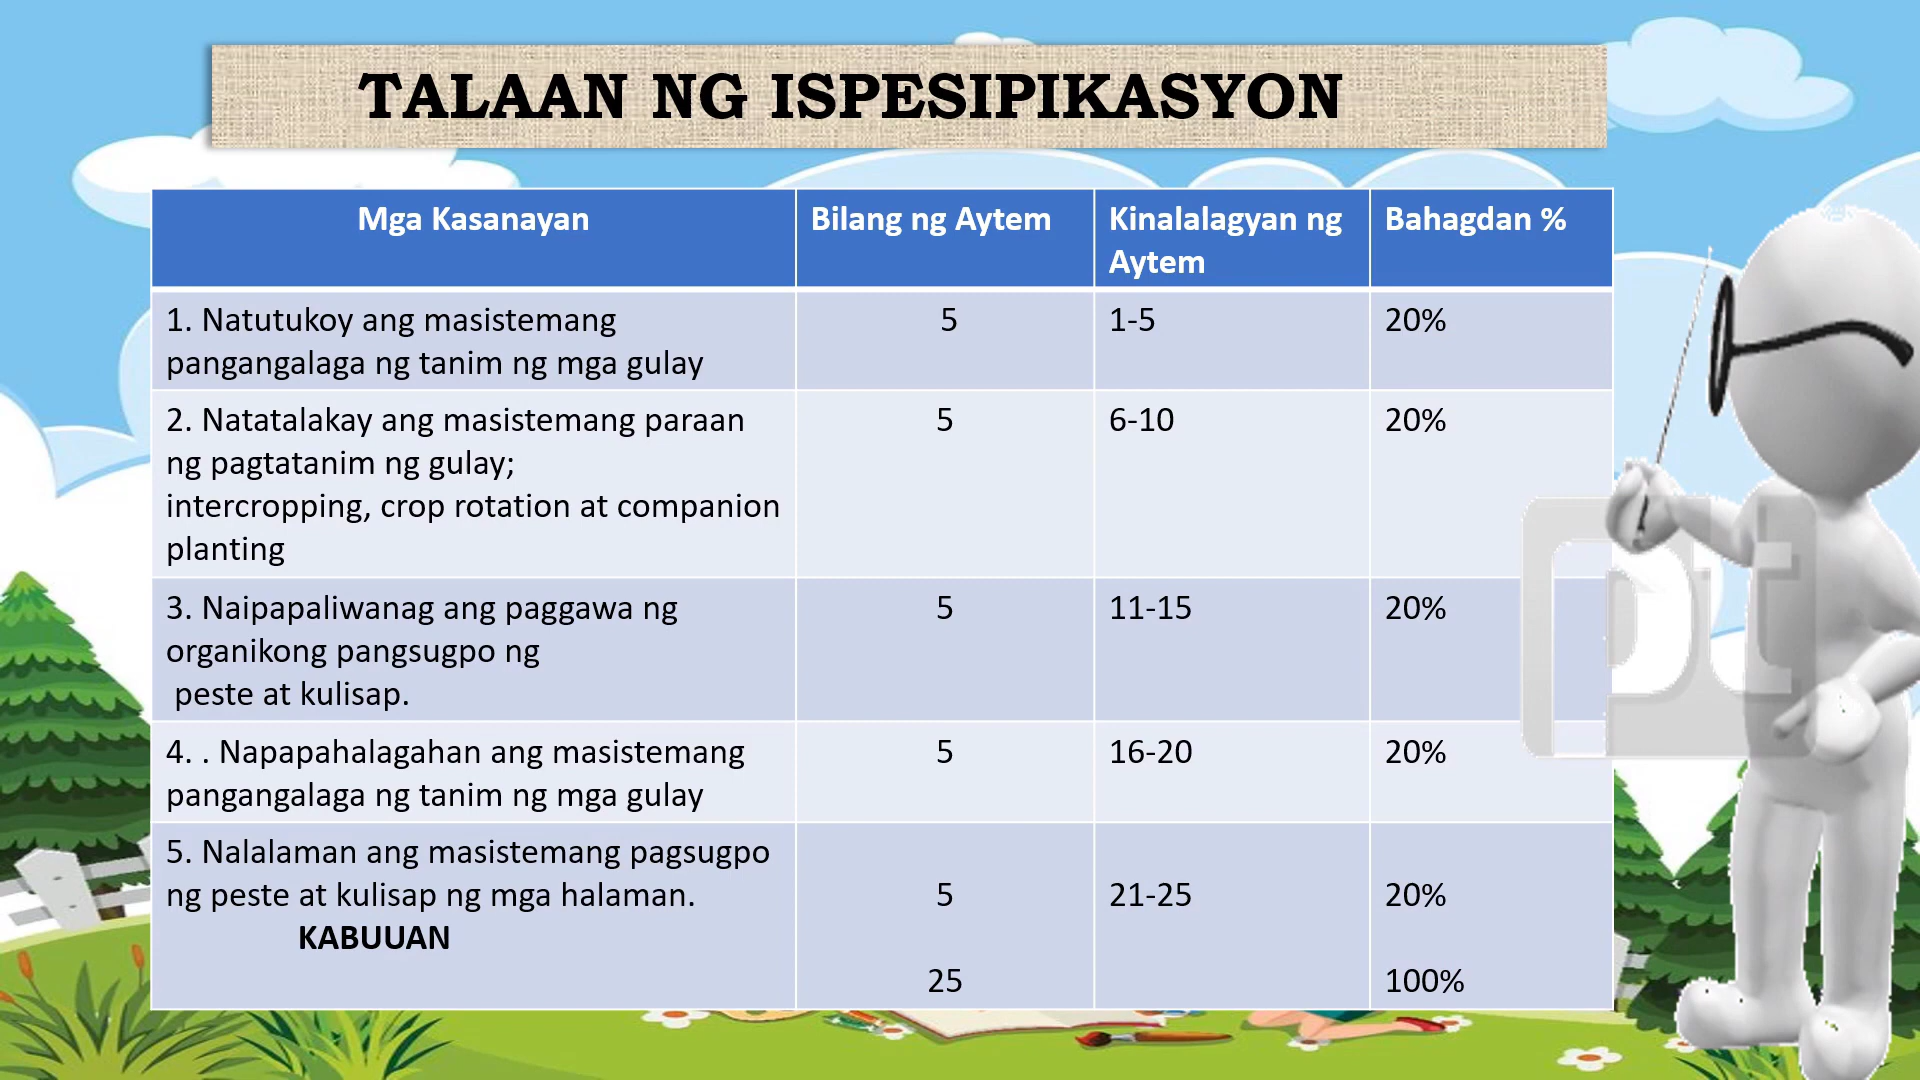 TALAAN NG ISPESIPIKASYON
Mga Kasanayan
Bilang ng Aytem
Kinalalagyan ng
Aytem
Bahagdan %
1. Natutukoy ang masistemang
pangangalaga ng tanim ng mga gulay
5
1-5
20%
2. Natatalakay ang masistemang paraan
ng pagtatanim ng gulay;
intercropping, crop rotation at companion
planting
5
6-10
20%
3. Naipapaliwanag ang paggawa ng
organikong pangsugpo ng
peste at kulisap.
5
11-15
20%
4. . Napapahalagahan ang masistemang
pangangalaga ng tanim ng mga gulay
5
16-20
20%
5. Nalalaman ang masistemang pagsugpo
ng peste at kulisap ng mga halaman.
KABUUAN
5
25
21-25
20%
100%
pt